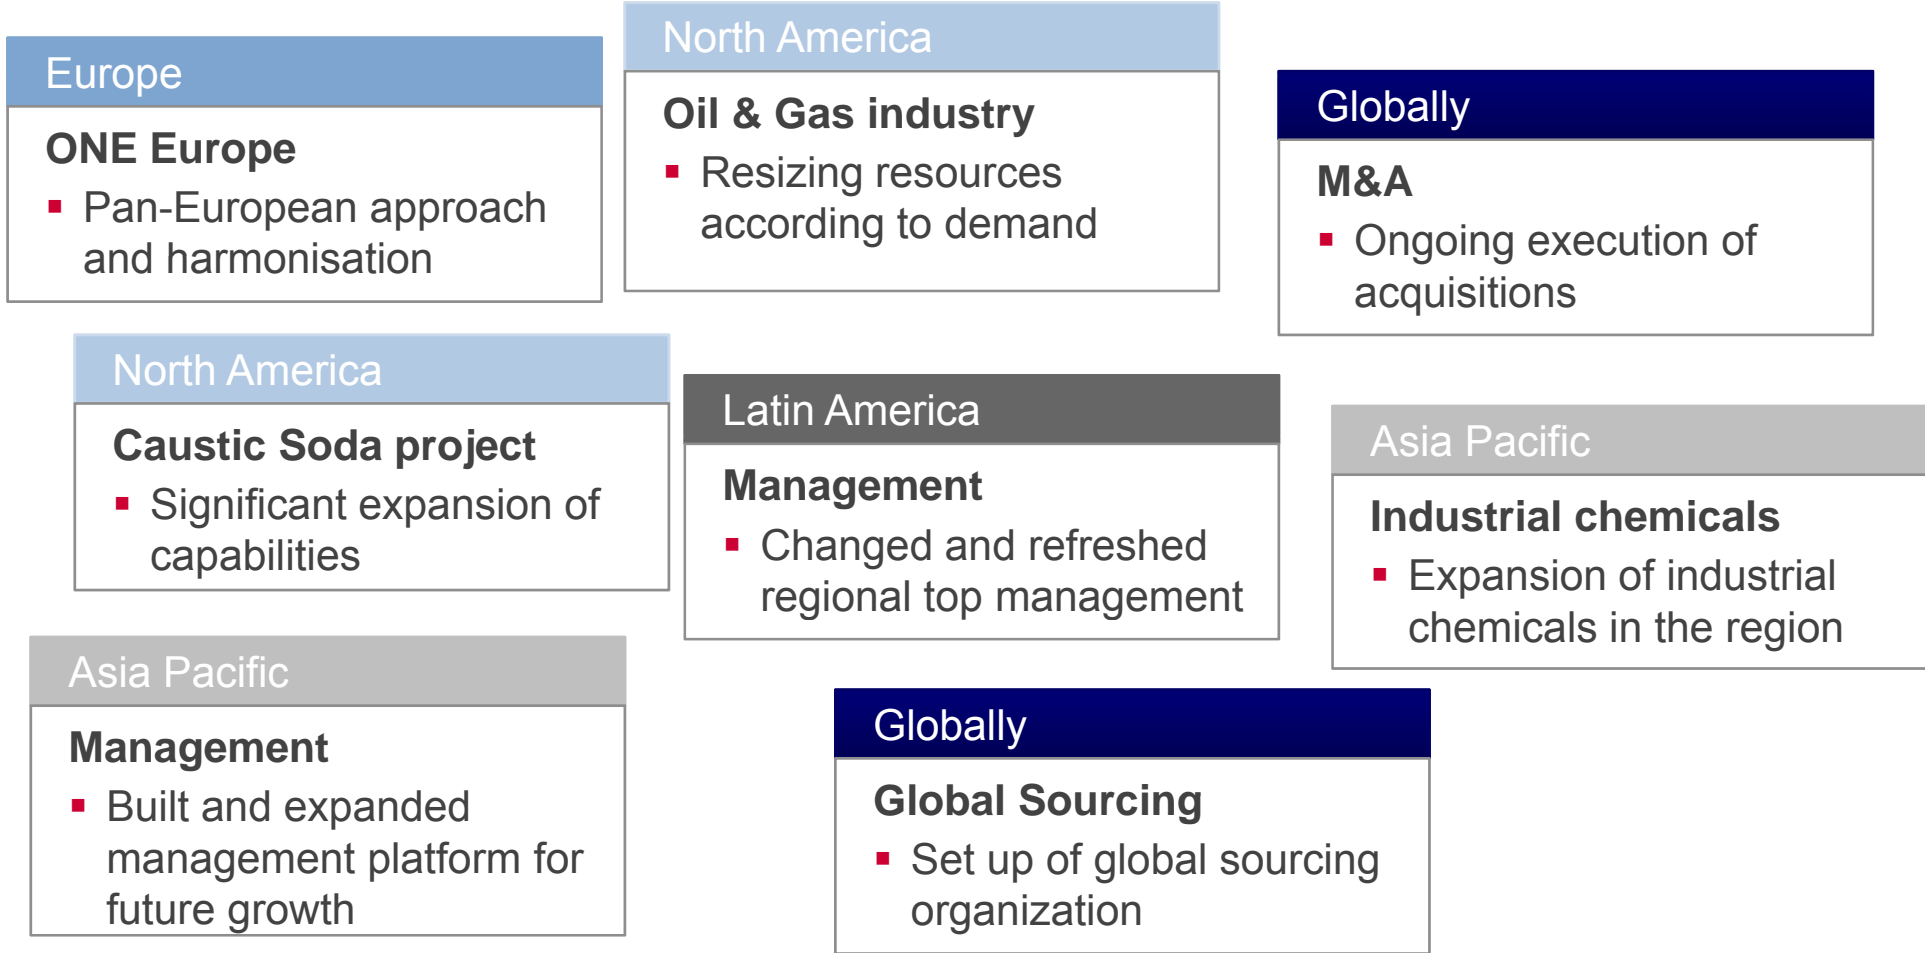 Europe
ONE Europe
▪ Pan-European approach
and harmonisation
North America
Oil & Gas industry
▪ Resizing resources
according to demand
Globally
M&A
▪ Ongoing execution of
acquisitions
North America
Caustic Soda project
▪ Significant expansion of
capabilities
Latin America
Management
▪ Changed and refreshed
regional top management
Asia Pacific
Industrial chemicals
▪ Expansion of industrial
chemicals in the region
Asia Pacific
Management
▪ Built and expanded
management platform for
future growth
Globally
Global Sourcing
▪ Set up of global sourcing
organization